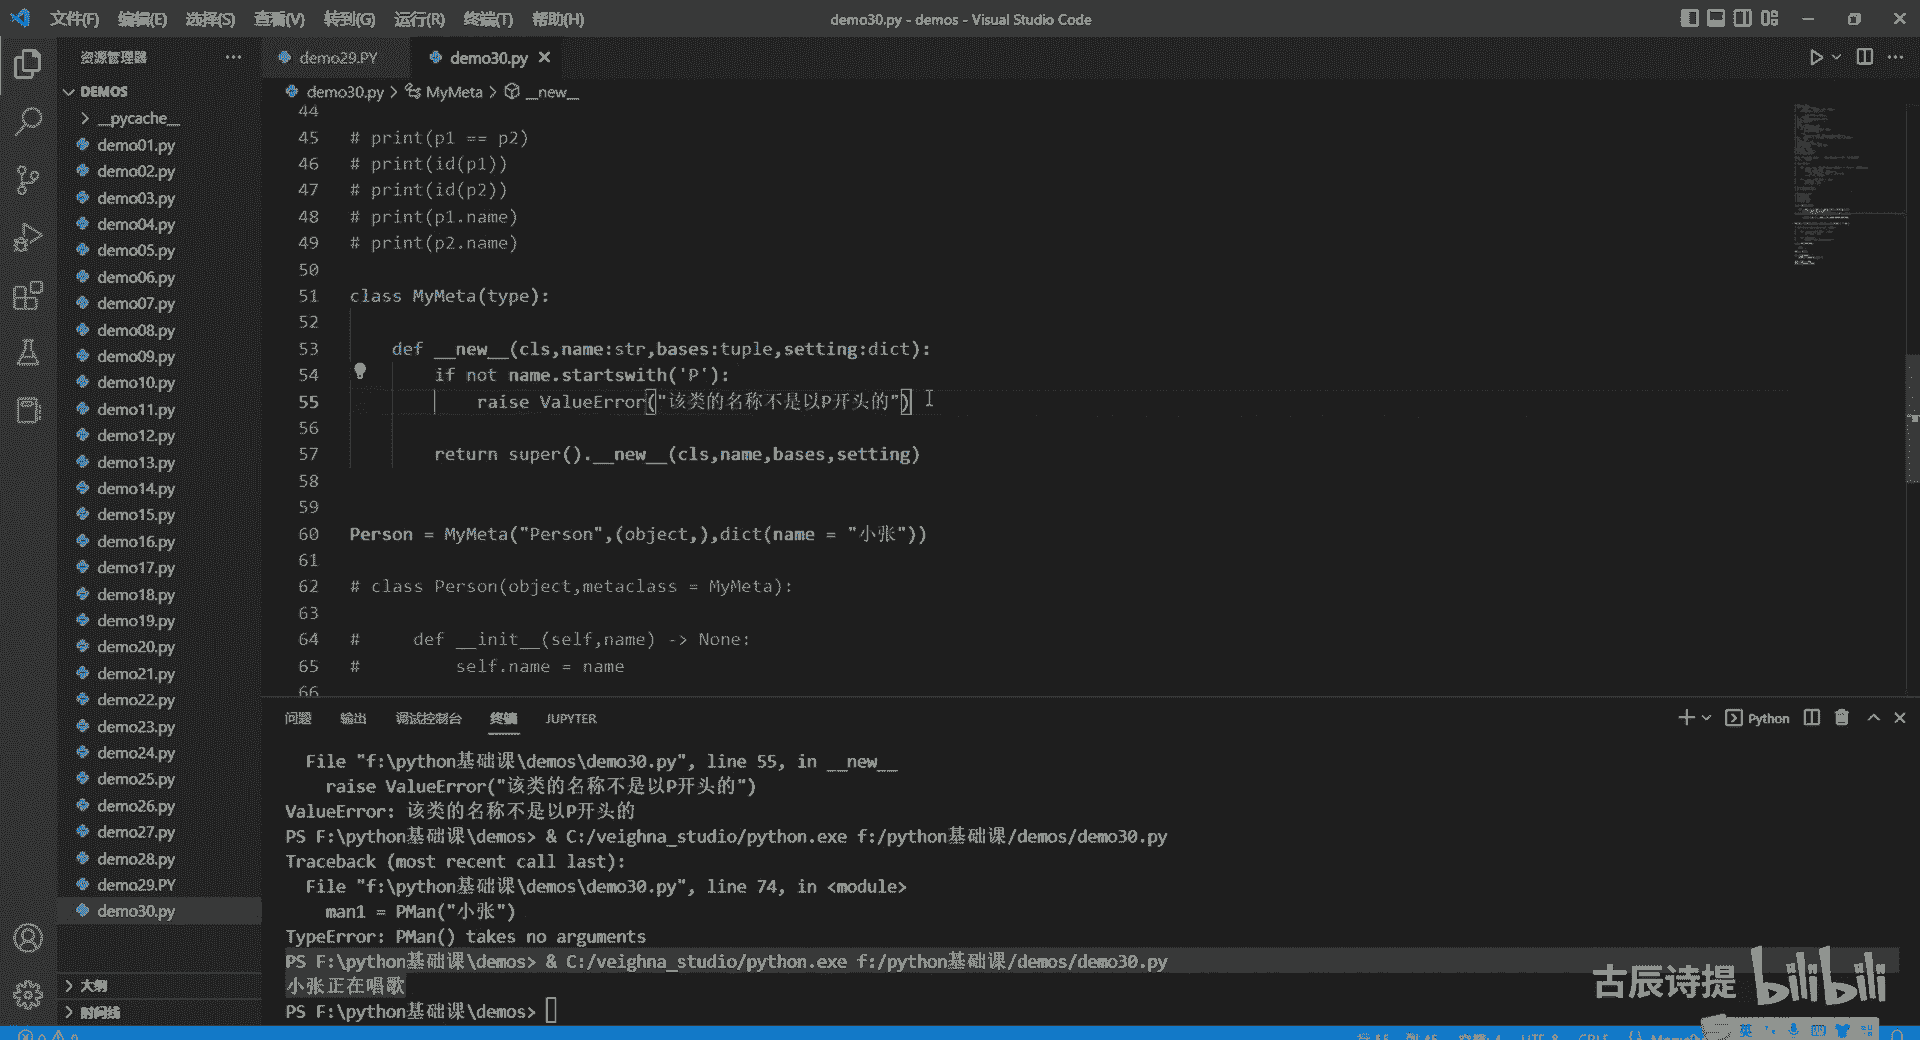 文件(F) 编辑(E) 选择(S) 查看(V) 转到(G) 运行(R) 终端(T) 帮助(H)
demo30.py - demos - Visual Studio Code
资源管理器
DEMOS
__pycache__
demo01.py
demo02.py
demo03.py
demo04.py
demo05.py
demo06.py
demo07.py
demo08.py
demo09.py
demo10.py
demo11.py
demo12.py
demo13.py
demo14.py
demo15.py
demo16.py
demo17.py
demo18.py
demo19.py
demo20.py
demo21.py
demo22.py
demo23.py
demo24.py
demo25.py
demo26.py
demo27.py
demo28.py
demo29.PY
demo30.py
大纲
时间线
demo29.PY demo30.py
demo30.py > MyMeta > __new__
44
45 # print(p1 == p2)
46 # print(id(p1))
47 # print(id(p2))
48 # print(p1.name)
49 # print(p2.name)
50
51 class MyMeta(type):
52
53 def __new__(cls,name:str,bases:tuple,setting:dict):
54 if not name.startswith('P'):
55 raise ValueError("该类的名称不是以P开头的")
56
57 return super().__new__(cls,name,bases,setting)
58
59
60 Person = MyMeta("Person",(object,),dict(name = "小张"))
61
62 # class Person(object,metaclass = MyMeta):
63
64 # def __init__(self,name) -> None:
65 # self.name = name
66
问题 输出 调试控制台 终端 JUPYTER
Python
File "f:\python基础课\demos\demo30.py", line 55, in __new__
raise ValueError("该类的名称不是以P开头的")
ValueError: 该类的名称不是以P开头的
PS F:\python基础课\demos> & C:/veighna_studio/python.exe f:/python基础课/demos/demo30.py
Traceback (most recent call last):
File "f:\python基础课\demos\demo30.py", line 74, in <module>
man1 = PMan("小张")
TypeError: PMan() takes no arguments
PS F:\python基础课\demos> & C:/veighna_studio/python.exe f:/python基础课/demos/demo30.py
小张正在唱歌
PS F:\python基础课\demos>
古辰诗提 bilibili
英